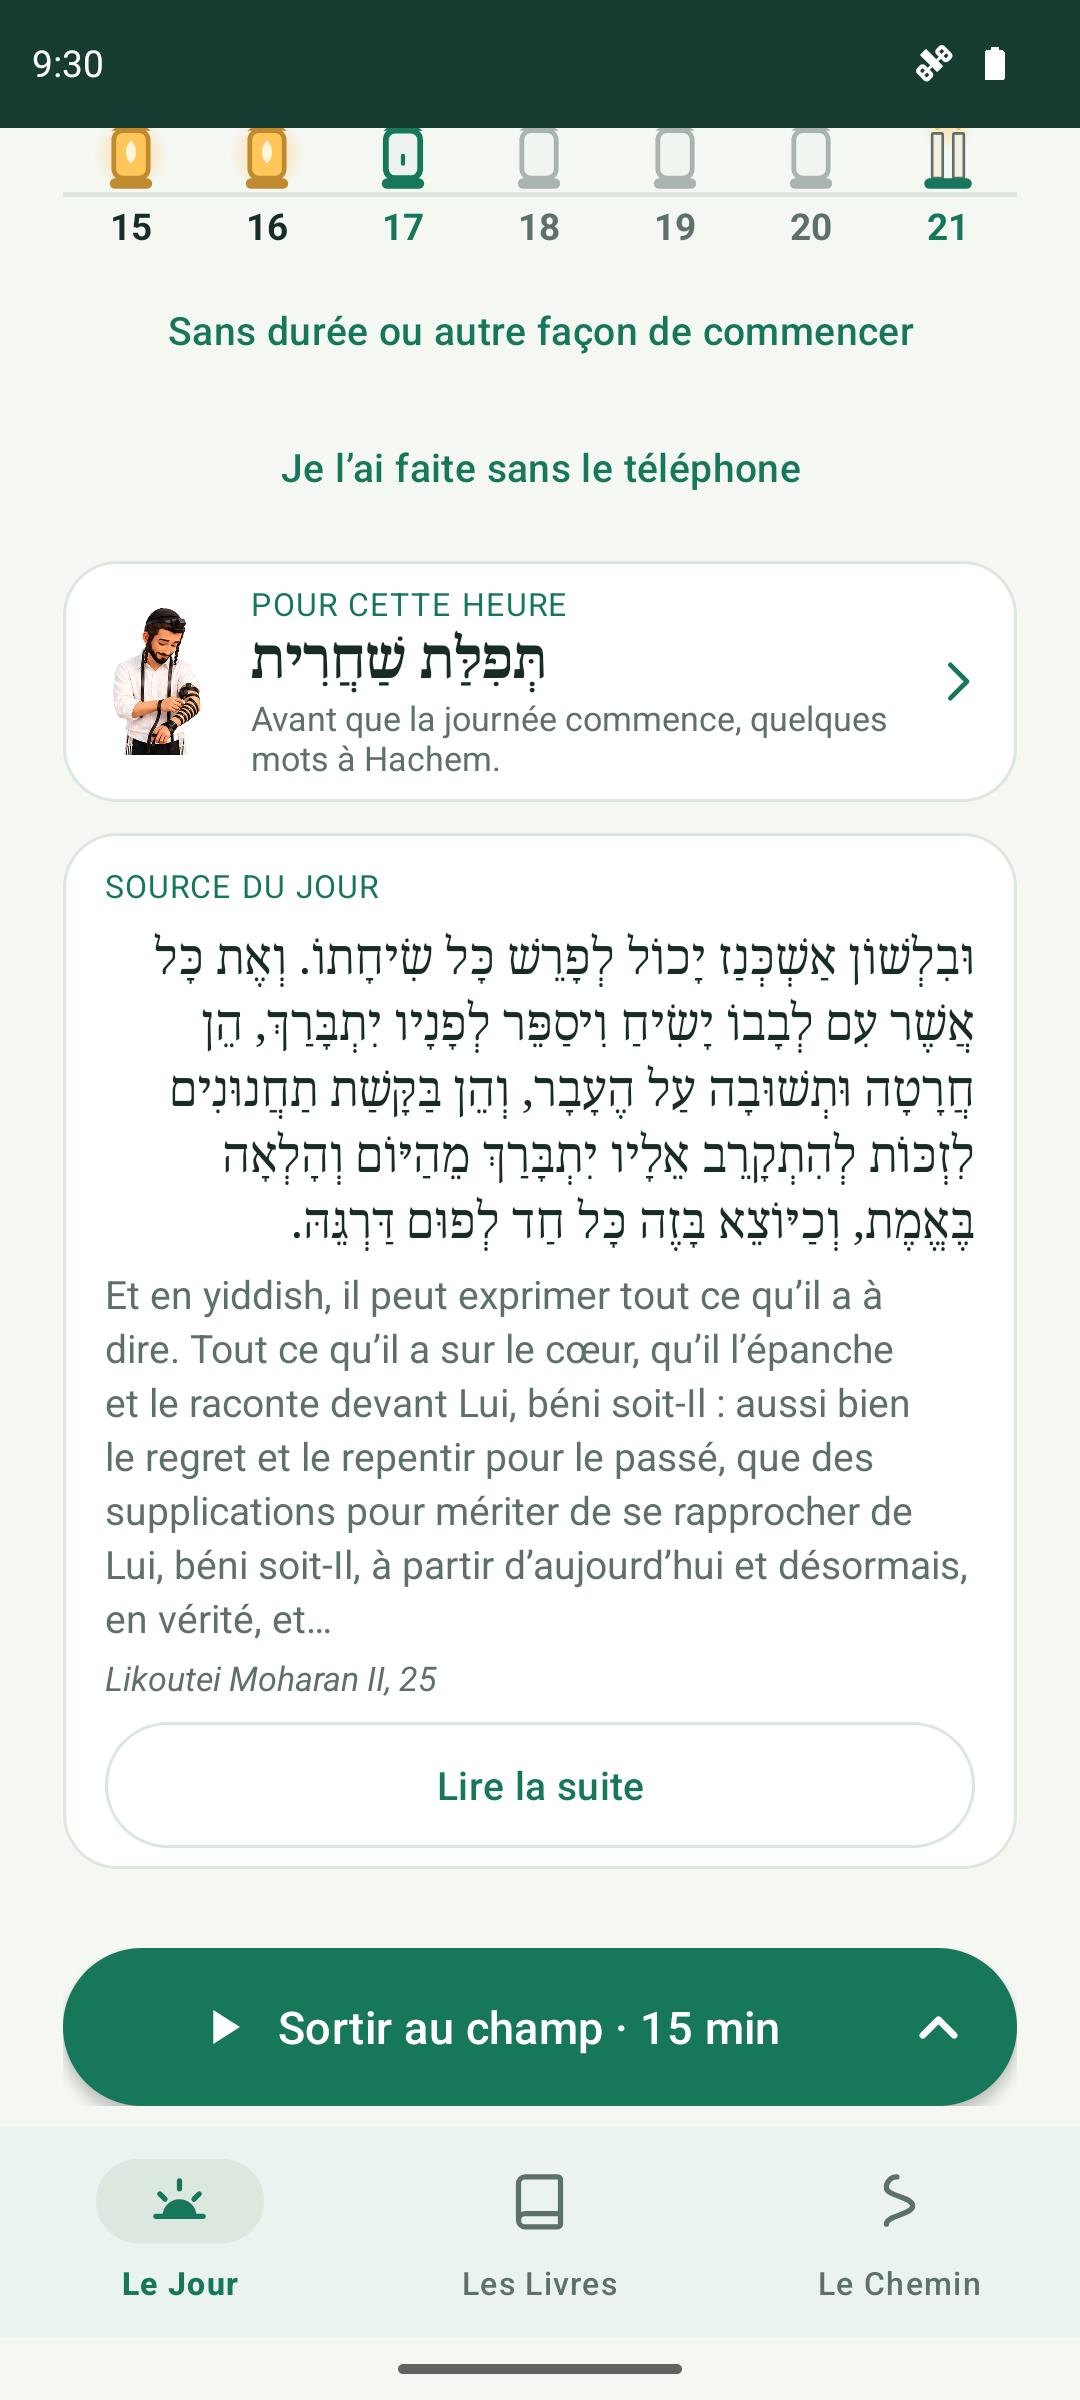 9:30
15 16 17 18 19 20 21
Sans durée ou autre façon de commencer
Je l’ai faite sans le téléphone
POUR CETTE HEURE
תְּפִלַּת שַׁחֲרִית
Avant que la journée commence, quelques
mots à Hachem.
SOURCE DU JOUR
וּבִלְשׁוֹן אַשְׁכְּנַז יָכוֹל לְפָרֵשׁ כָּל שִׂיחָתוֹ. וְאֶת כָּל
אֲשֶׁר עִם לְבָבוֹ יָשִׂיחַ וִיסַפֵּר לְפָנָיו יִתְבָּרַךְ, הֵן
חֲרָטָה וּתְשׁוּבָה עַל הֶעָבָר, וְהֵן בַּקָּשַׁת תַּחֲנוּנִים
לִזְכּוֹת לְהִתְקָרֵב אֵלָיו יִתְבָּרַךְ מֵהַיּוֹם וְהָלְאָה
בֶּאֱמֶת, וְכַיּוֹצֵא בָּזֶה כָּל חַד לְפוּם דַּרְגֵּהּ.
Et en yiddish, il peut exprimer tout ce qu’il a à
dire. Tout ce qu’il a sur le cœur, qu’il l’épanche
et le raconte devant Lui, béni soit-Il : aussi bien
le regret et le repentir pour le passé, que des
supplications pour mériter de se rapprocher de
Lui, béni soit-Il, à partir d’aujourd’hui et désormais,
en vérité, et…
Likoutei Moharan II, 25
Lire la suite
Sortir au champ · 15 min
Le Jour
Les Livres
Le Chemin